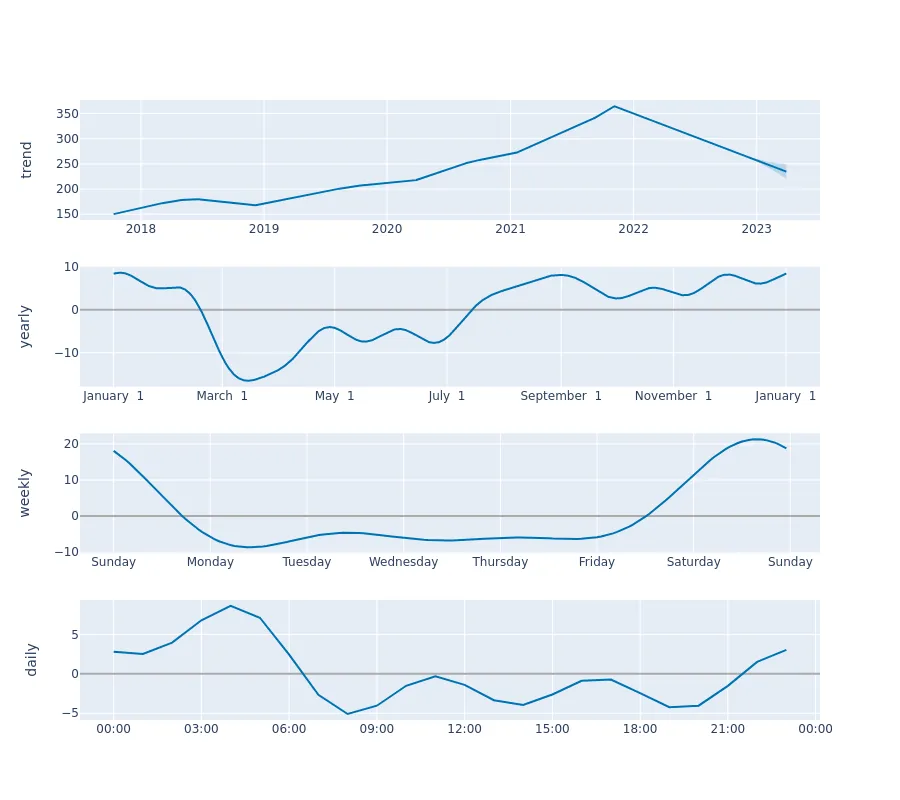 trend
350
300
250
200
150
2018 2019 2020 2021 2022 2023
yearly
10
0
−10
January 1 March 1 May 1 July 1 September 1 November 1 January 1
weekly
20
10
0
−10
Sunday Monday Tuesday Wednesday Thursday Friday Saturday Sunday
daily
5
0
−5
00:00 03:00 06:00 09:00 12:00 15:00 18:00 21:00 00:00